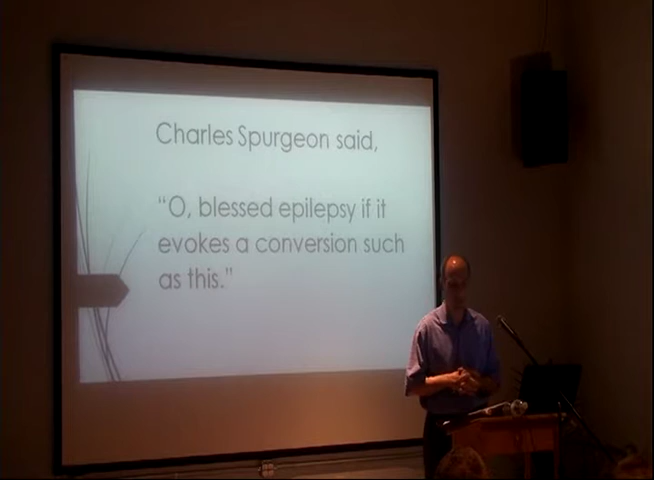 Charles Spurgeon said,
“O, blessed epilepsy if it
evokes a conversion such
as this.”